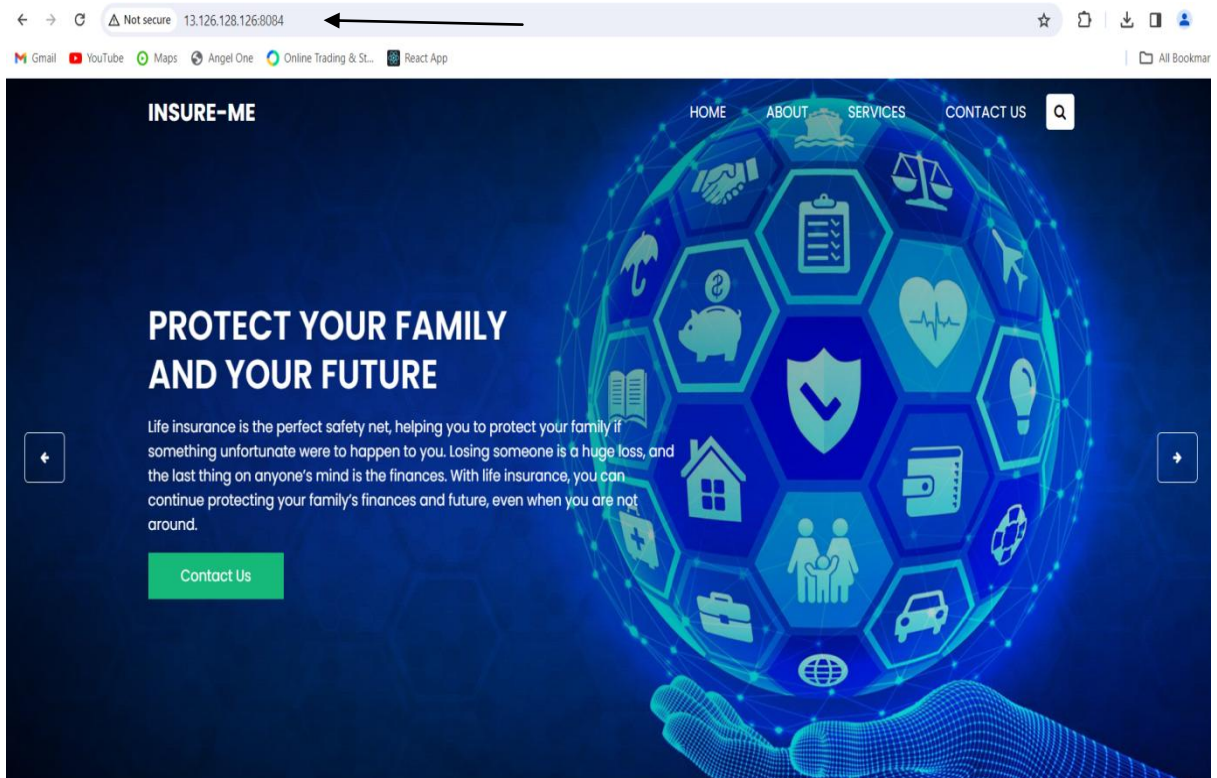 Not secure 13.126.128.126:8084
Gmail YouTube Maps Angel One Online Trading & St... React App All Bookmar
INSURE-ME HOME ABOUT SERVICES CONTACT US
PROTECT YOUR FAMILY
AND YOUR FUTURE
Life insurance is the perfect safety net, helping you to protect your family if
something unfortunate were to happen to you. Losing someone is a huge loss, and
the last thing on anyone's mind is the finances. With life insurance, you can
continue protecting your family's finances and future, even when you are not
around.
Contact Us